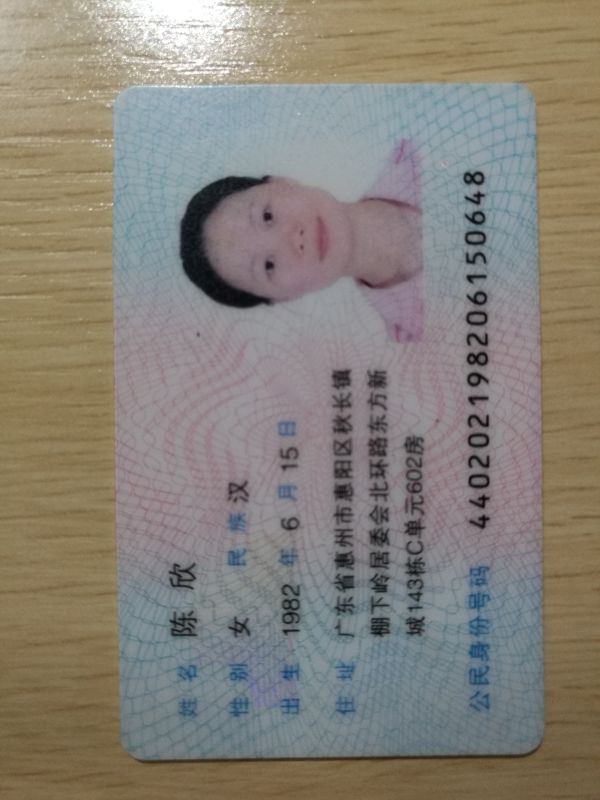 姓名 陈欣
性别 女 民族 汉
出生 1982 年 6 月 15 日
住址 广东省惠州市惠阳区秋长镇
棚下岭居委会北环路东方新
城143栋C单元602房
公民身份号码 440202198206150648